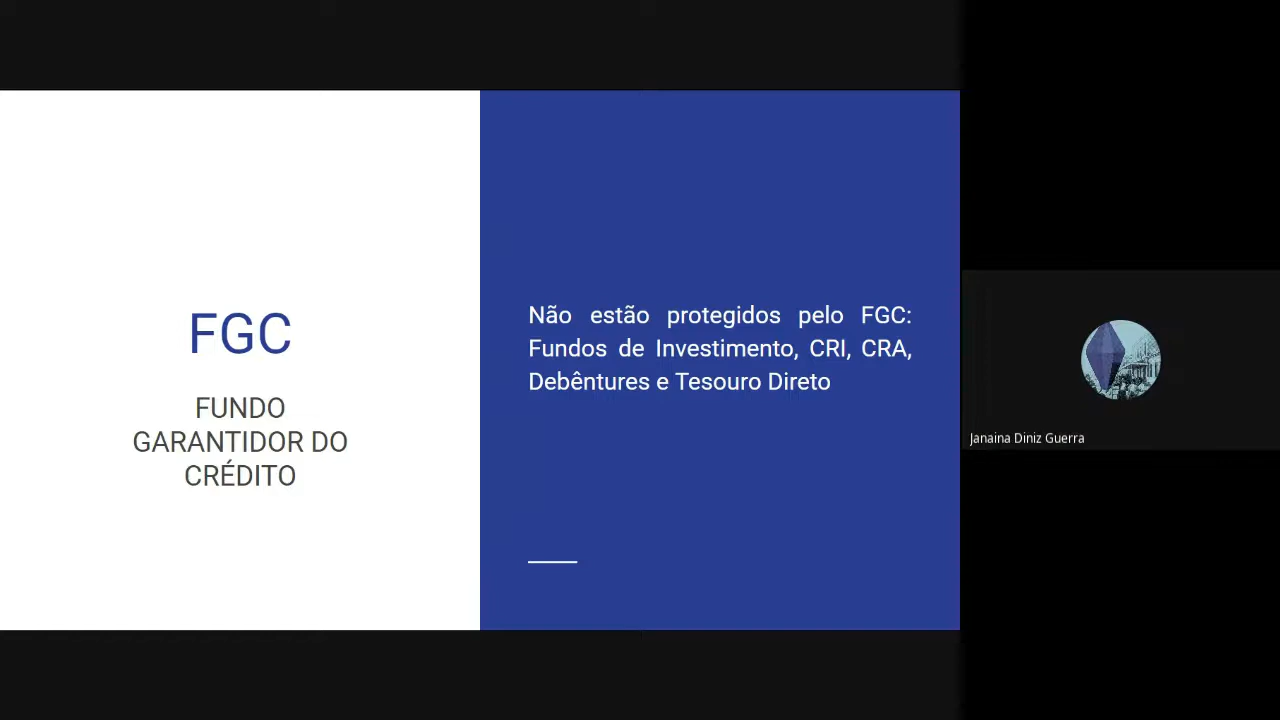 FGC
FUNDO
GARANTIDOR DO
CRÉDITO
Não estão protegidos pelo FGC:
Fundos de Investimento, CRI, CRA,
Debêntures e Tesouro Direto
Janaina Diniz Guerra